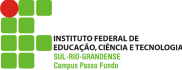 INSTITUTO FEDERAL DE
EDUCAÇÃO, CIÊNCIA E TECNOLOGIA
SUL-RIO-GRANDENSE
Campus Passo Fundo